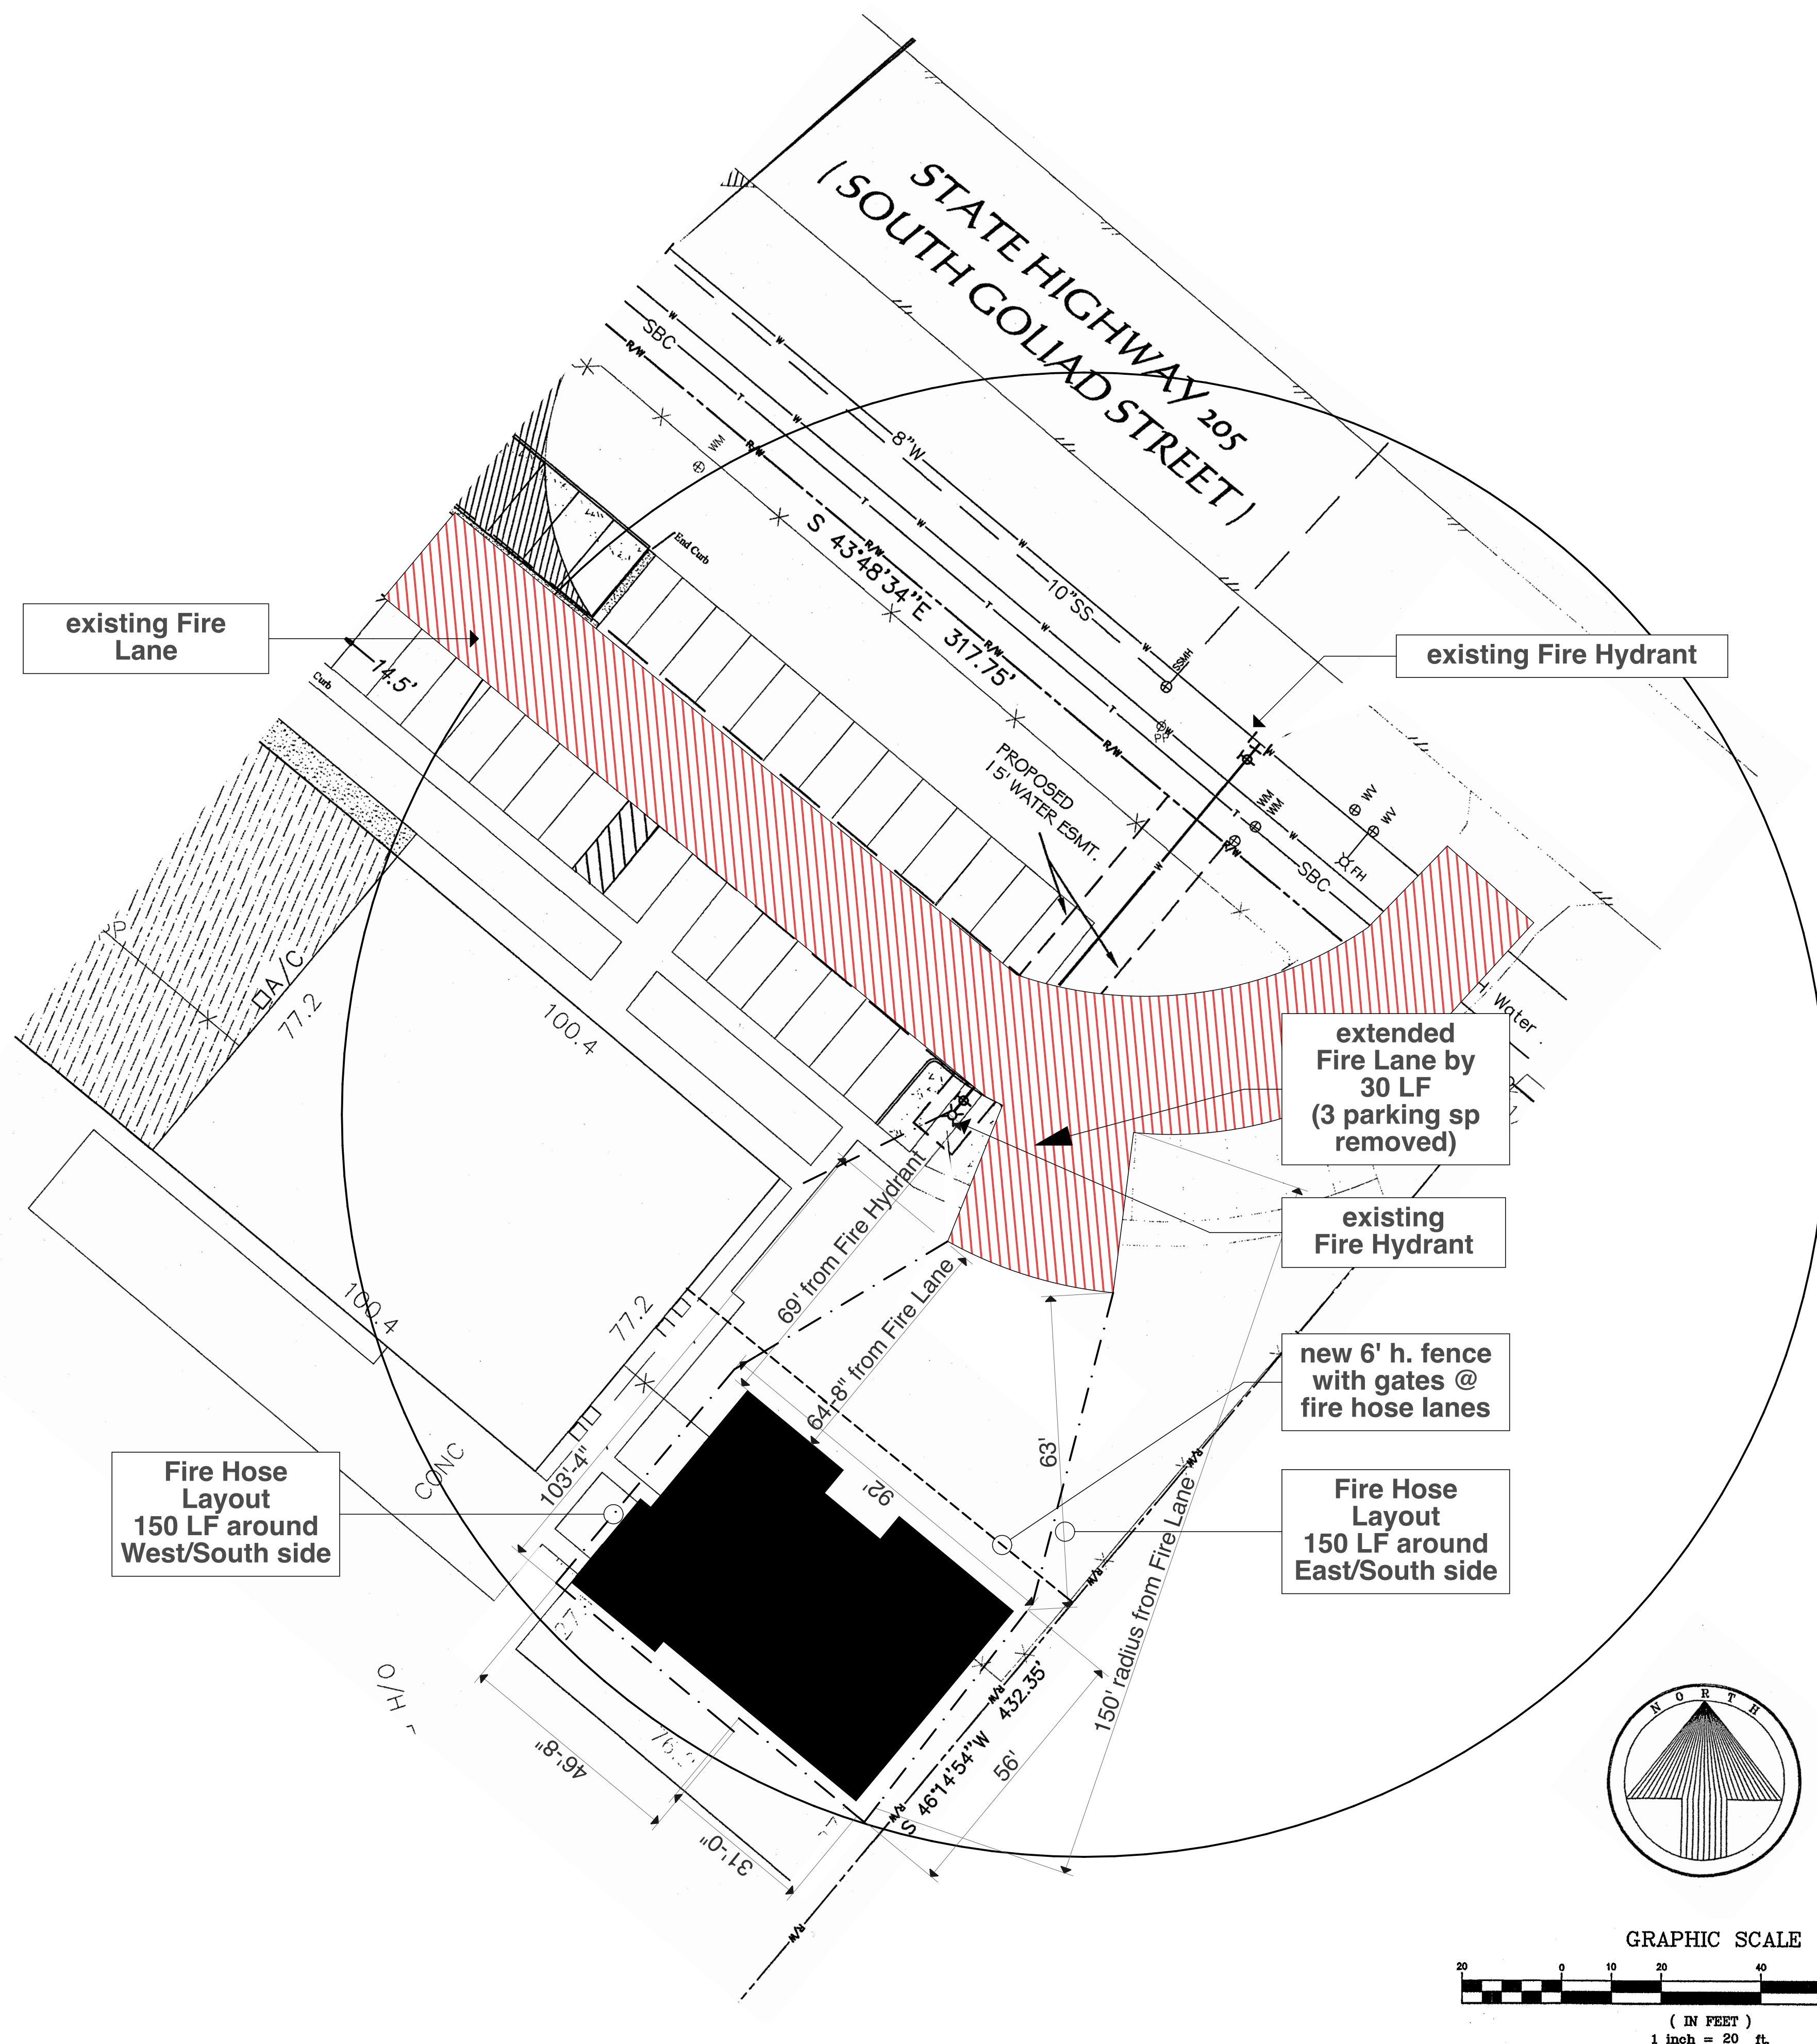 STATE HIGHWAY 205
( SOUTH GOLIAD STREET )
SBC
R/W
W
W
R/W
T
W
8"W
WM
R/W
T
W
End Curb
S 43°48'34"E 317.75'
R/W
W
10"SS
T
R/W
W
W
SSMH
existing Fire
Lane
existing Fire Hydrant
14.5'
Curb
PP
T
R/W
W
PROPOSED
15' WATER ESMT.
WM
WM
WV
WV
T
R/W
W
W
SBC
FH
A/C
77.2
100.4
Water
extended
Fire Lane by
30 LF
(3 parking sp
removed)
existing
Fire Hydrant
69' from Fire Hydrant
64'-8" from Fire Lane
100.4
77.2
new 6' h. fence
with gates @
fire hose lanes
63'
92'
R/W
CONC
103'-4"
Fire Hose
Layout
150 LF around
West/South side
Fire Hose
Layout
150 LF around
East/South side
R/W
150' radius from Fire Lane
27.
O/H
46'-8"
31'-0"
56'
R/W
S 46°14'54"W 432.35'
R/W
R/W
NORTH
GRAPHIC SCALE
20 0 10 20 40
( IN FEET )
1 inch = 20 ft.